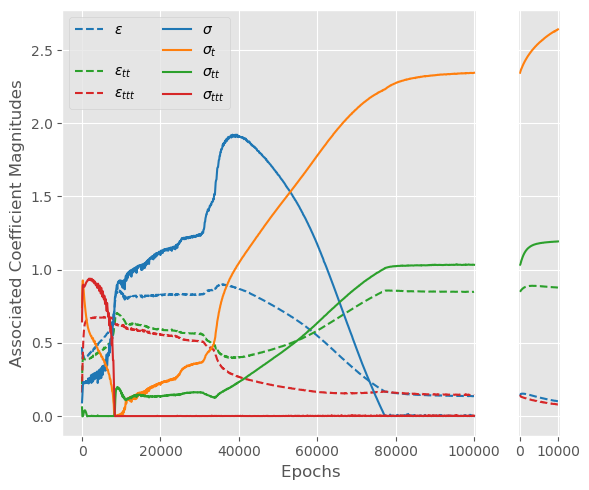 ε σ
σ_t
ε_tt σ_tt
ε_ttt σ_ttt
2.5
2.0
1.5
1.0
0.5
0.0
Associated Coefficient Magnitudes
0 20000 40000 60000 80000 100000 0 10000
Epochs